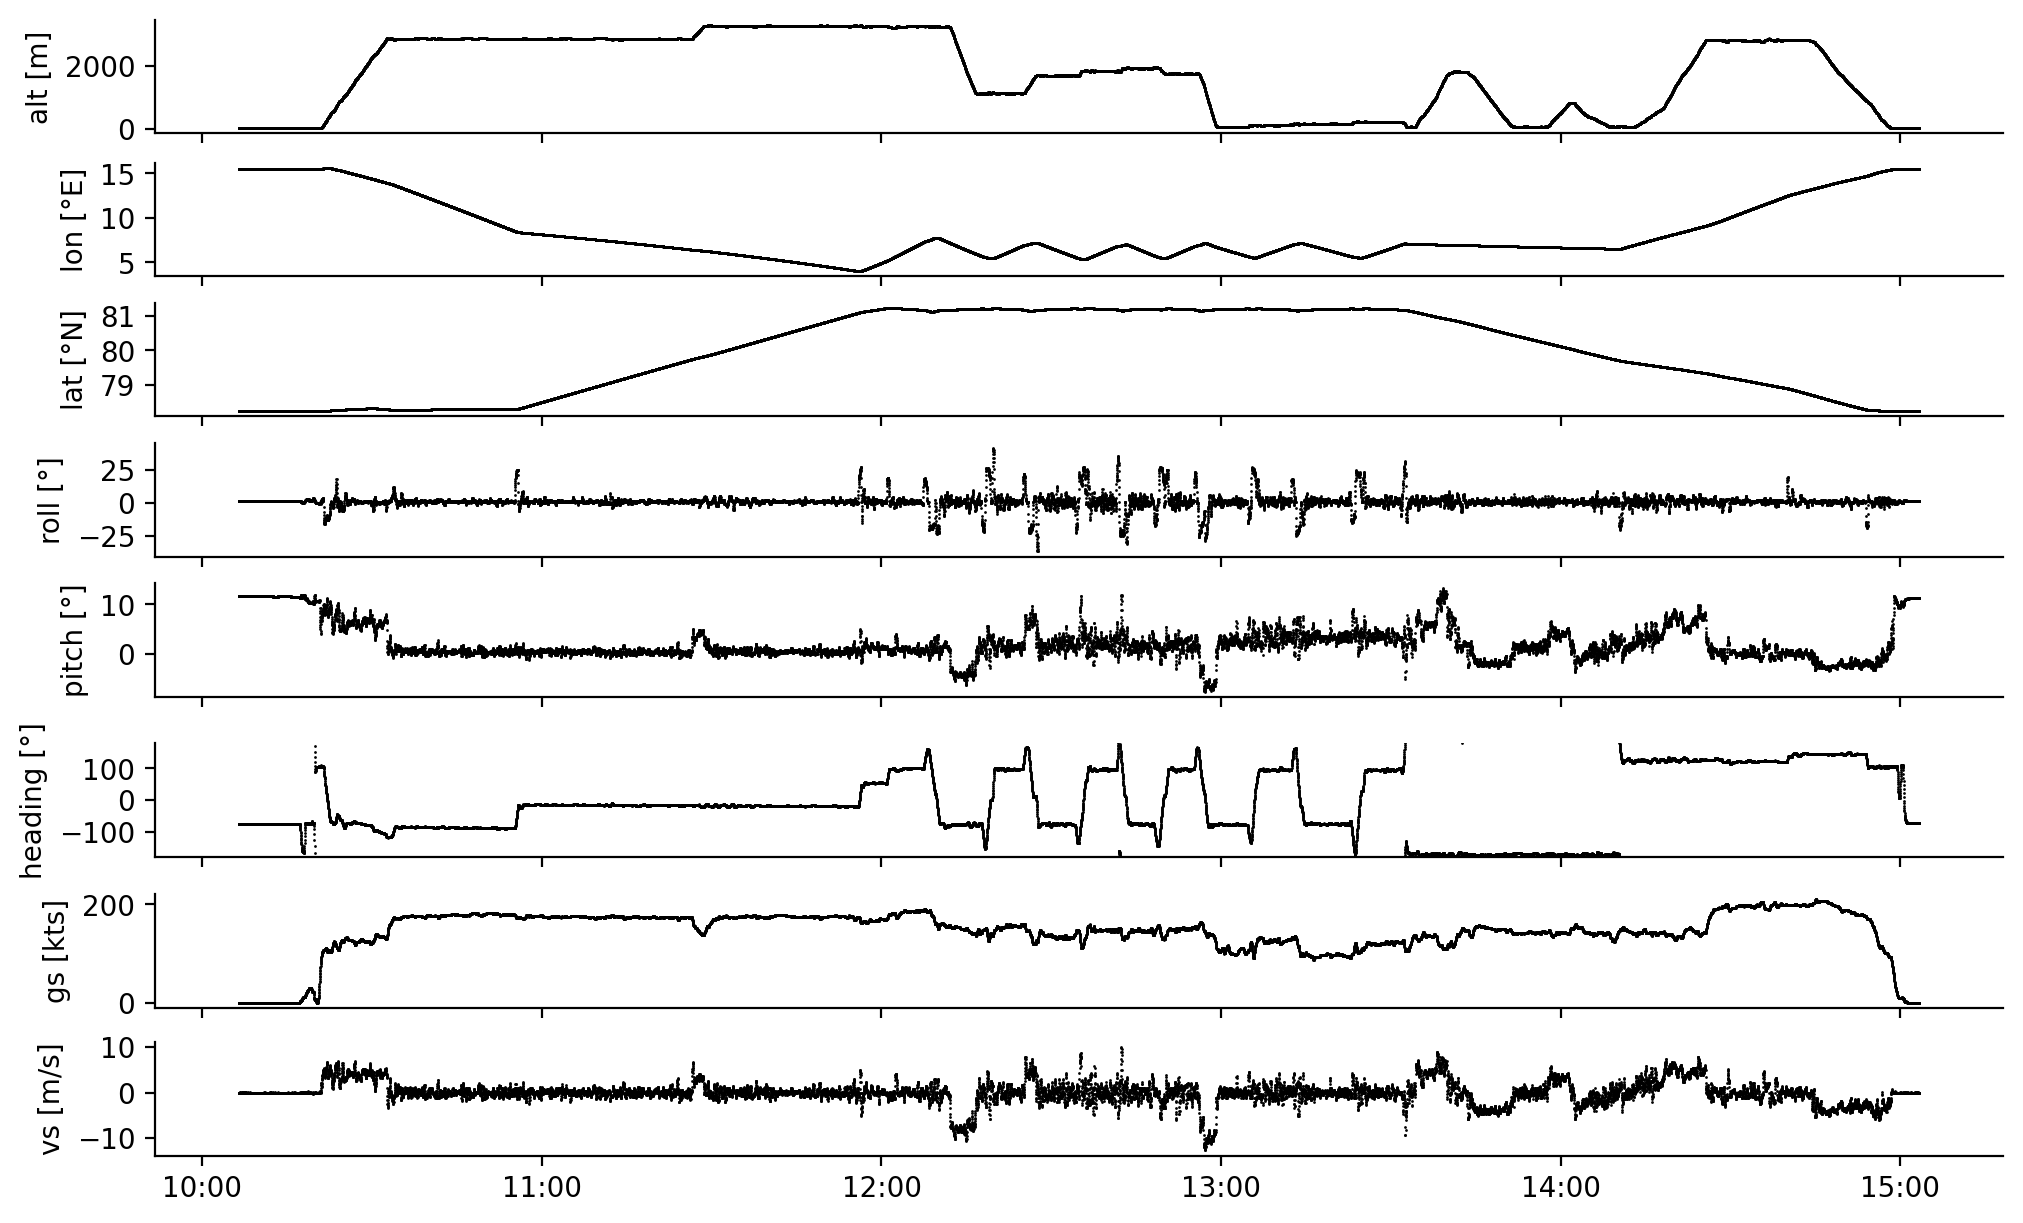 alt [m]
2000
0
lon [°E]
15
10
5
lat [°N]
81
80
79
roll [°]
25
0
−25
pitch [°]
10
0
heading [°]
100
0
−100
gs [kts]
200
0
vs [m/s]
10
0
−10
10:00 11:00 12:00 13:00 14:00 15:00